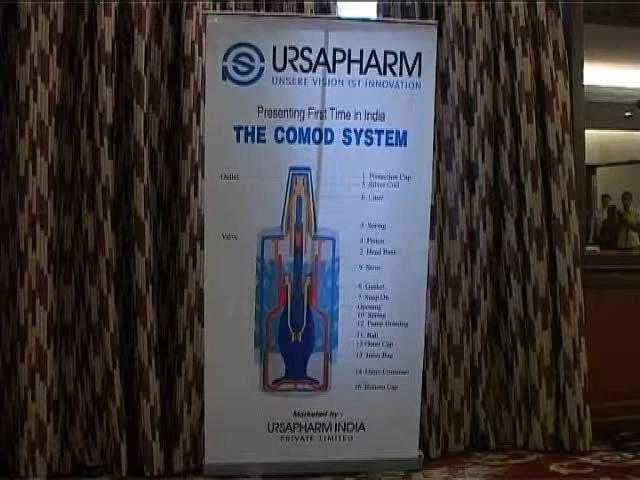 URSAPHARM
UNSERE VISION IST INNOVATION
Presenting First Time in India
THE COMOD SYSTEM
Outlet
1 Protection Cap
5 Silver Coil
6 Liner
Valve
3 Spring
4 Piston
2 Head Base
8 Gasket
7 Snap On
Opening
10 Spring
12 Pump Housing
11 Ball
13 Outer Cap
15 Inner Bag
14 Outer Container
16 Bottom Cap
Marketed by :
URSAPHARM INDIA
PRIVATE LIMITED